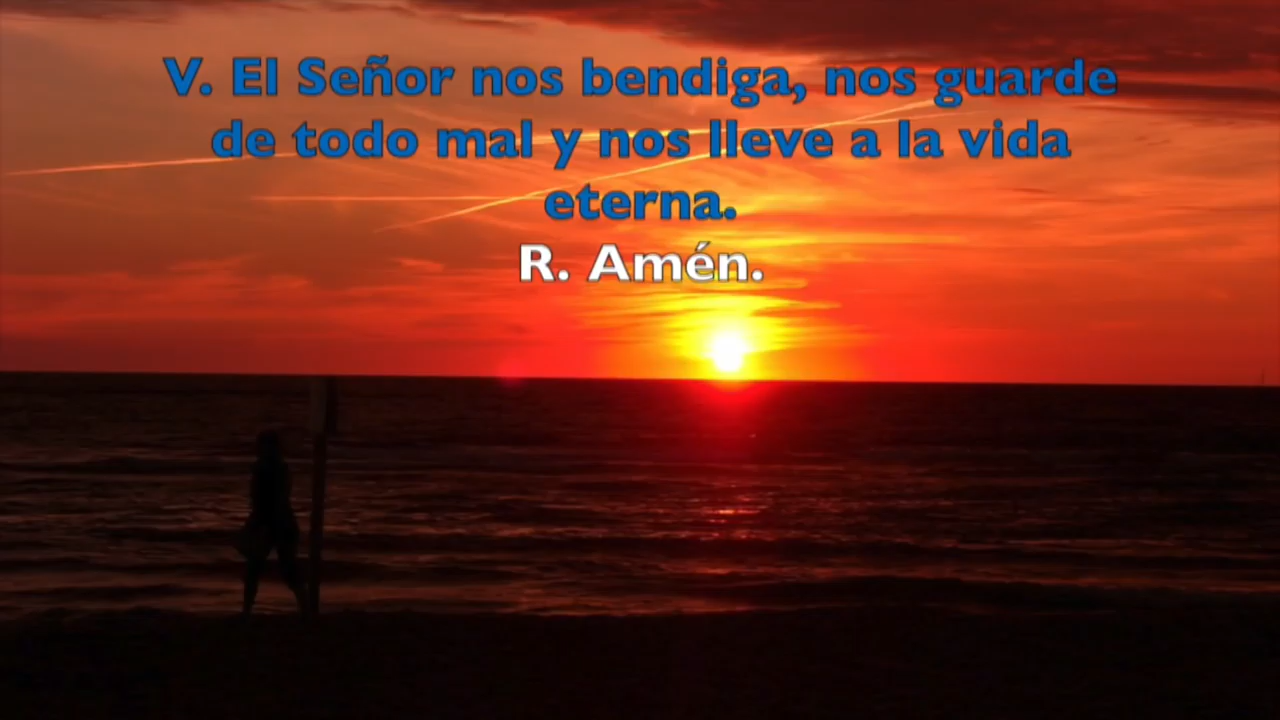 V. El Señor nos bendiga, nos guarde
de todo mal y nos lleve a la vida
eterna.
R. Amén.